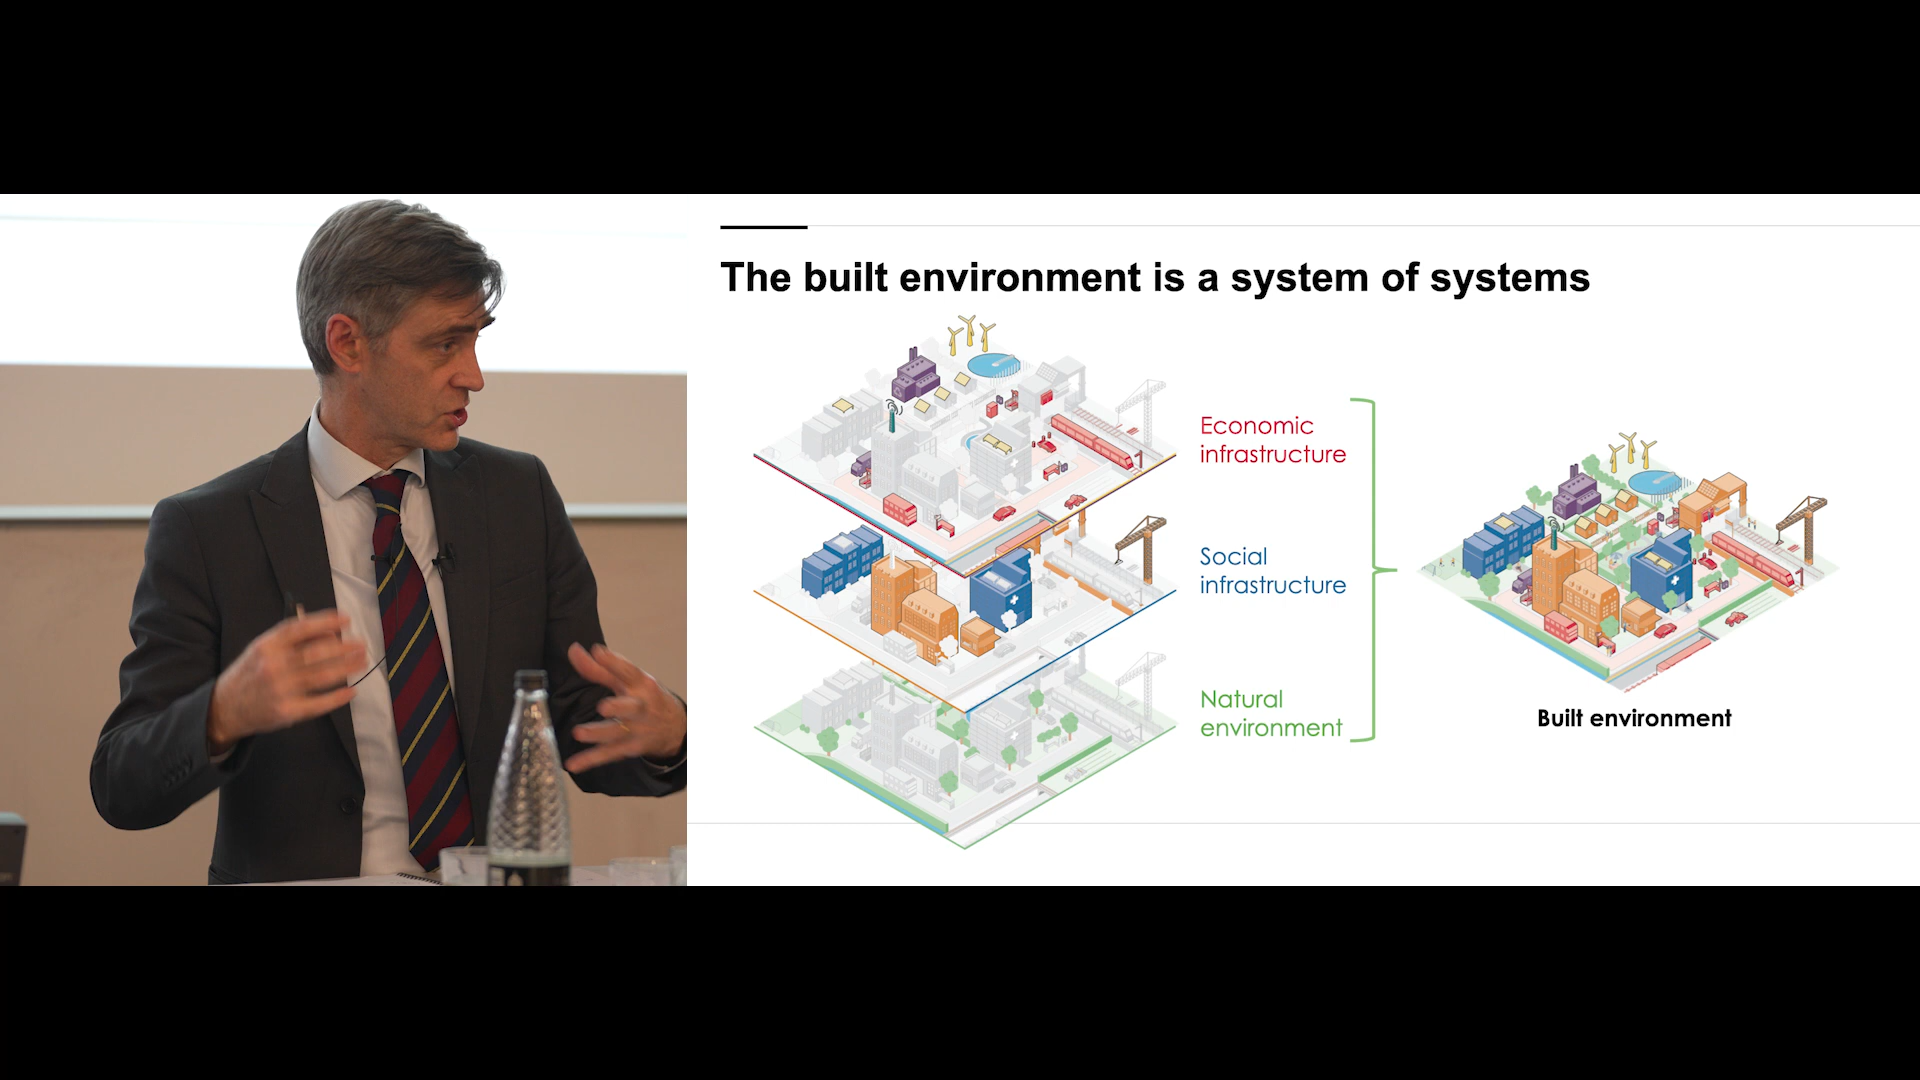 The built environment is a system of systems
Economic
infrastructure
Social
infrastructure
Natural
environment
Built environment